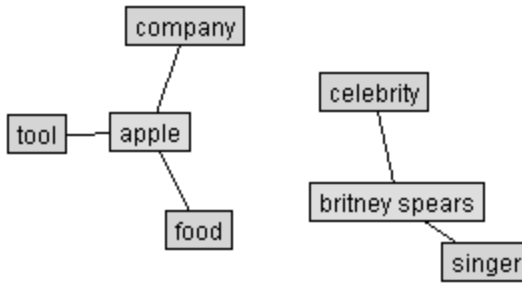 company
tool
apple
food
celebrity
britney spears
singer